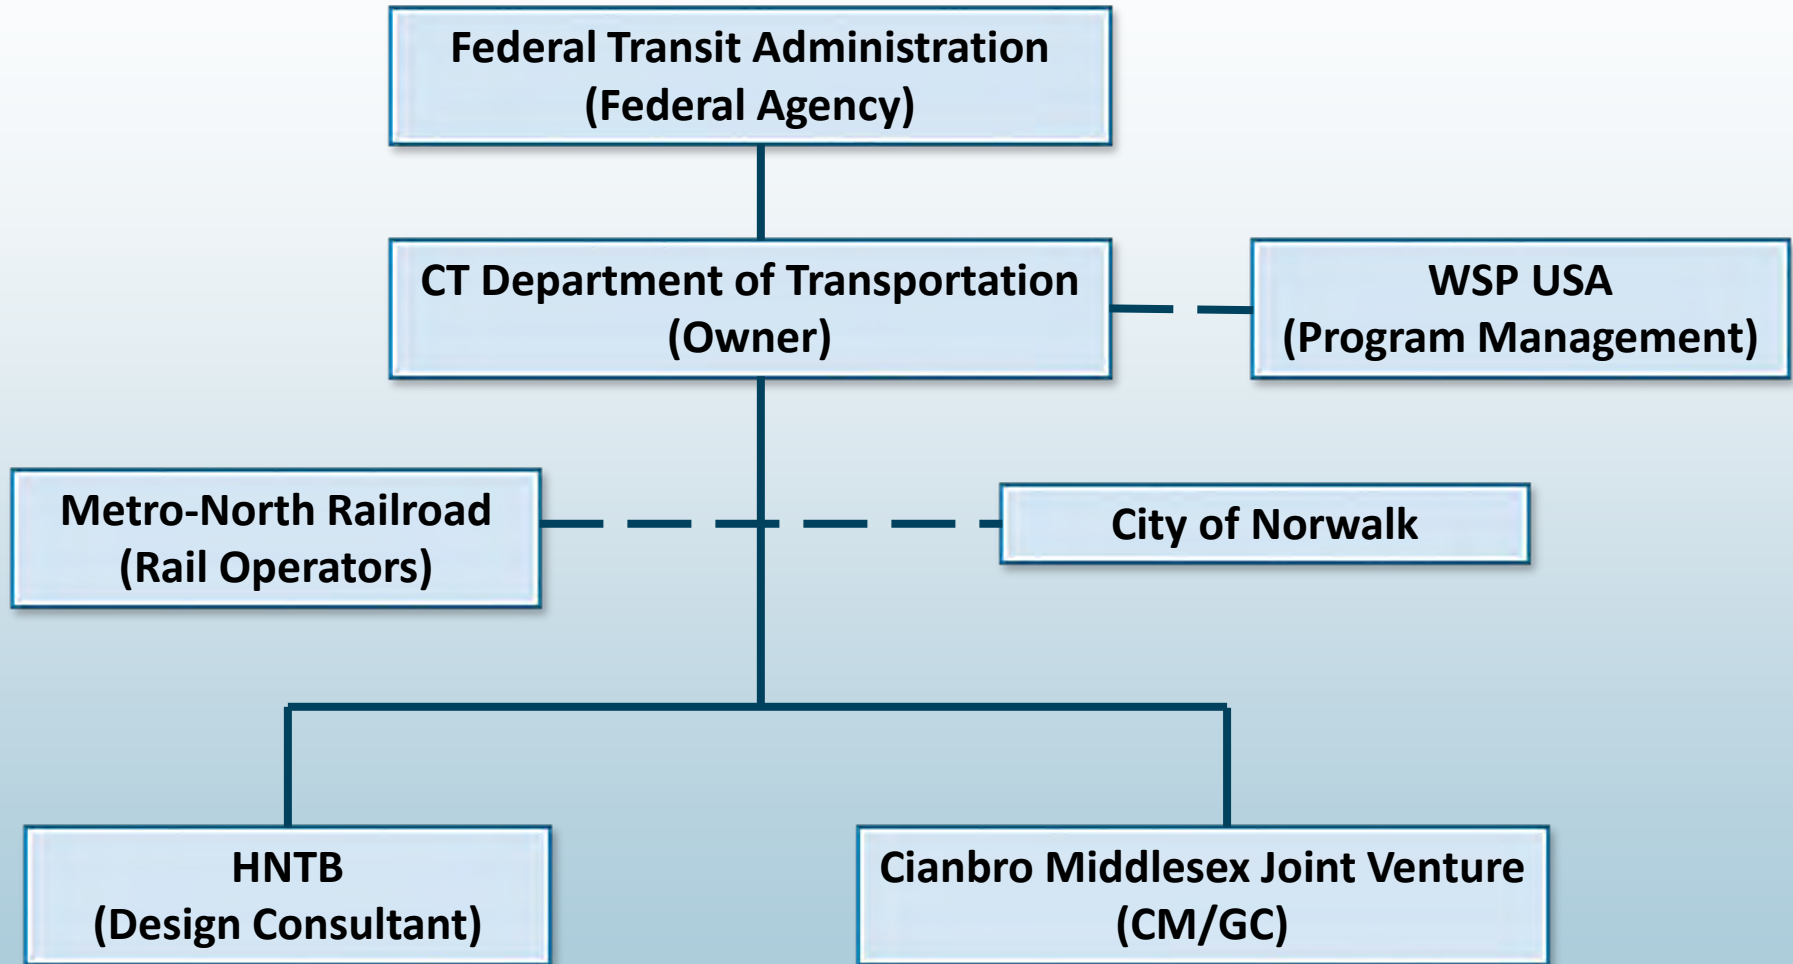 Federal Transit Administration
(Federal Agency)
CT Department of Transportation
(Owner)
WSP USA
(Program Management)
Metro-North Railroad
(Rail Operators)
City of Norwalk
HNTB
(Design Consultant)
Cianbro Middlesex Joint Venture
(CM/GC)